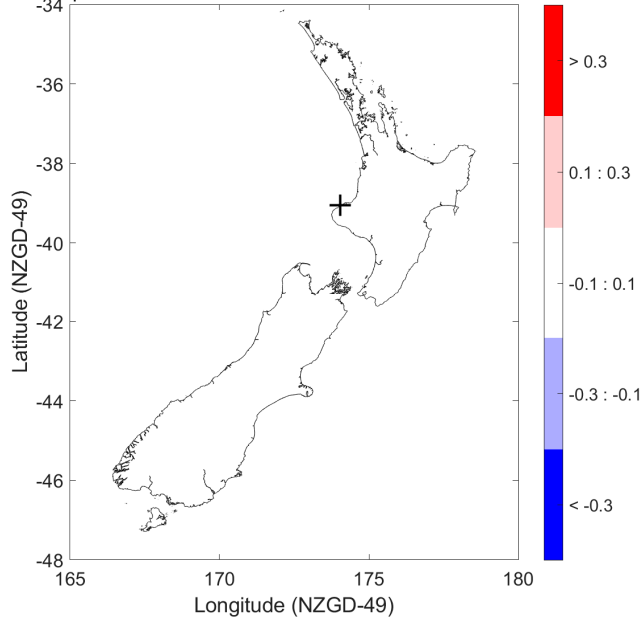 -34
-36
-38
-40
-42
-44
-46
-48
165
170
175
180
Latitude (NZGD-49)
Longitude (NZGD-49)
> 0.3
0.1 : 0.3
-0.1 : 0.1
-0.3 : -0.1
< -0.3